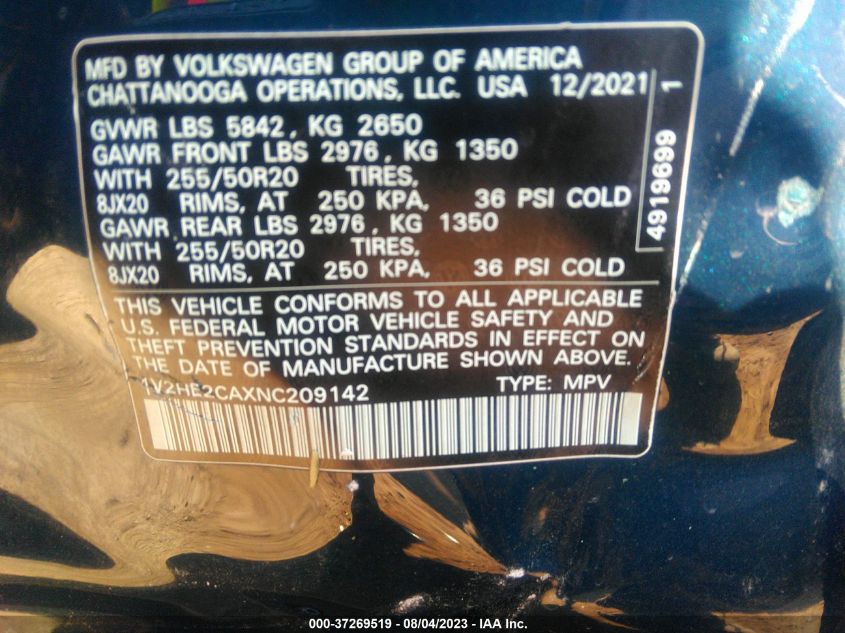 MFD BY VOLKSWAGEN GROUP OF AMERICA
CHATTANOOGA OPERATIONS, LLC. USA 12/2021
GVWR LBS 5842, KG 2650
GAWR FRONT LBS 2976, KG 1350
WITH 255/50R20 TIRES,
8JX20 RIMS, AT 250 KPA, 36 PSI COLD
GAWR REAR LBS 2976, KG 1350
WITH 255/50R20 TIRES,
8JX20 RIMS, AT 250 KPA, 36 PSI COLD
4919699 1
THIS VEHICLE CONFORMS TO ALL APPLICABLE
U.S. FEDERAL MOTOR VEHICLE SAFETY AND
THEFT PREVENTION STANDARDS IN EFFECT ON
THE DATE OF MANUFACTURE SHOWN ABOVE.
1V2HE2CAXNC209142 TYPE: MPV
000-37269519 - 08/04/2023 - IAA Inc.